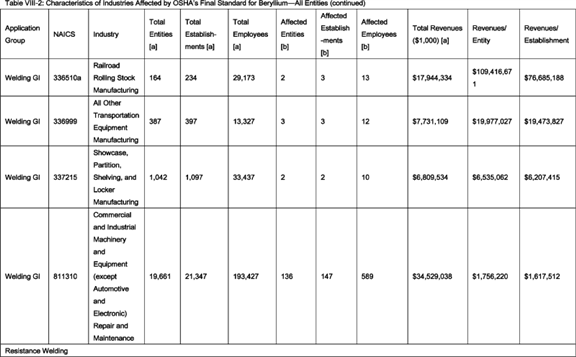 Table VIII-2: Characteristics of Industries Affected by OSHA's Final Standard for Beryllium—All Entities (continued)
Application Group NAICS Industry Total Entities [a] Total Establish-ments [a] Total Employees [a] Affected Entities [b] Affected Establish-ments [b] Affected Employees [b] Total Revenues ($1,000) [a] Revenues/Entity Revenues/Establishment
Welding GI 336510a Railroad Rolling Stock Manufacturing 164 234 29,173 2 3 13 $17,944,334 $109,416,671 $76,685,188
Welding GI 336999 All Other Transportation Equipment Manufacturing 387 397 13,327 3 3 12 $7,731,109 $19,977,027 $19,473,827
Welding GI 337215 Showcase, Partition, Shelving, and Locker Manufacturing 1,042 1,097 33,437 2 2 10 $6,809,534 $6,535,062 $6,207,415
Welding GI 811310 Commercial and Industrial Machinery and Equipment (except Automotive and Electronic) Repair and Maintenance 19,661 21,347 193,427 136 147 589 $34,529,038 $1,756,220 $1,617,512
Resistance Welding